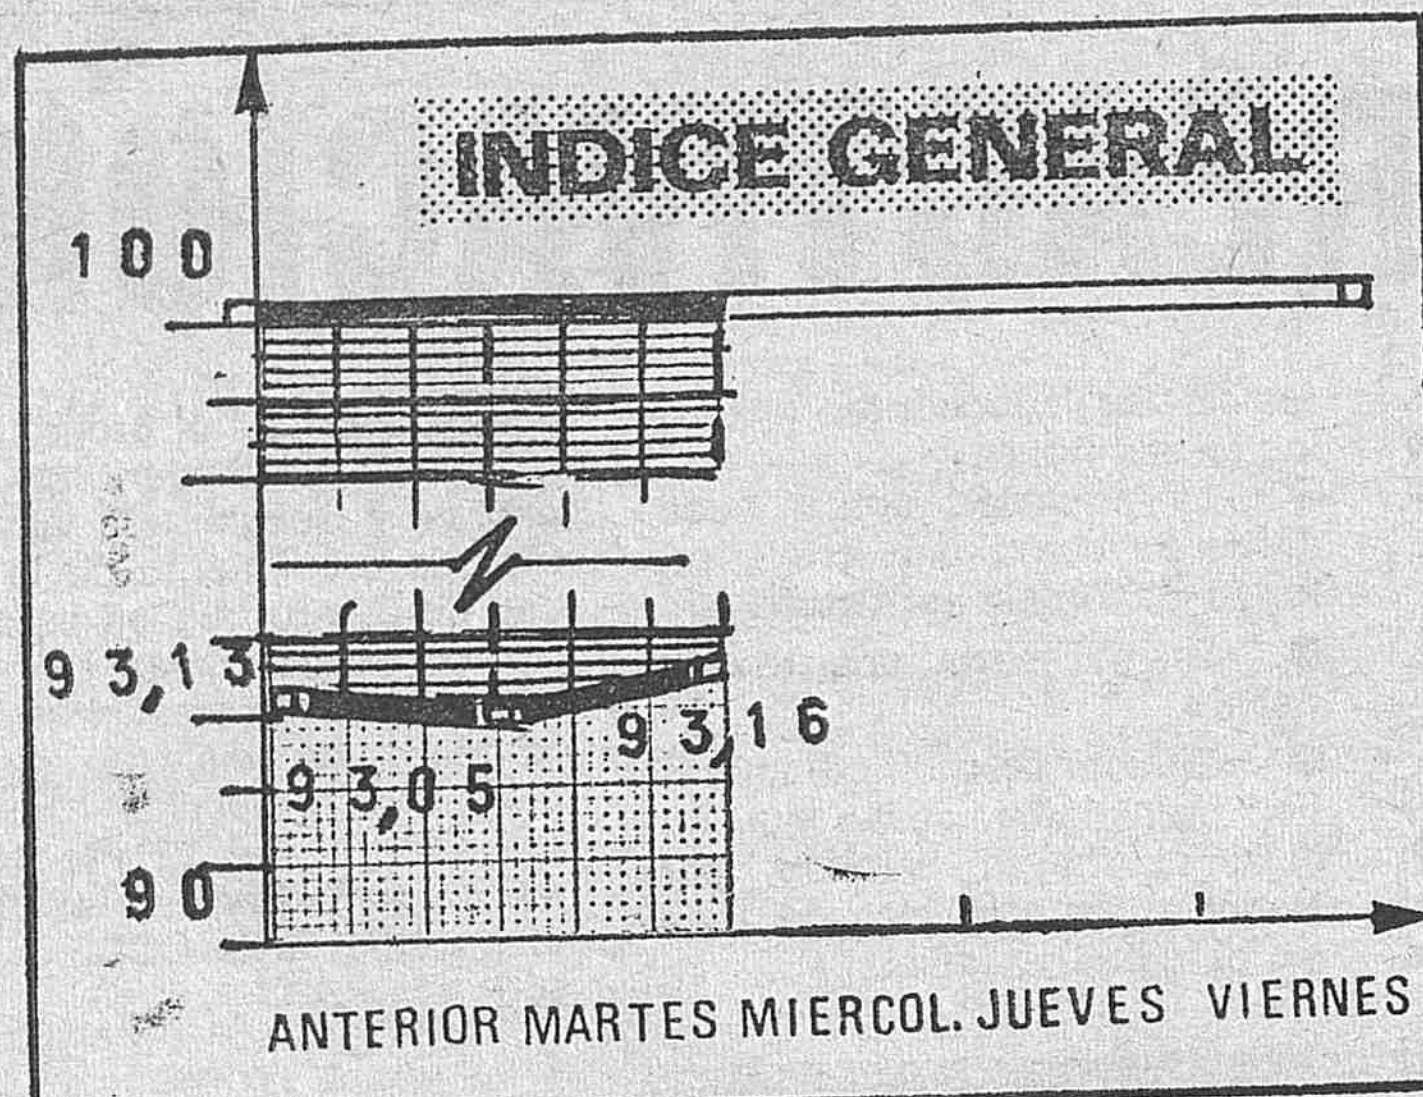 INDICE GENERAL
100
93,13
93,16
93,05
90
ANTERIOR MARTES MIERCOL. JUEVES VIERNES